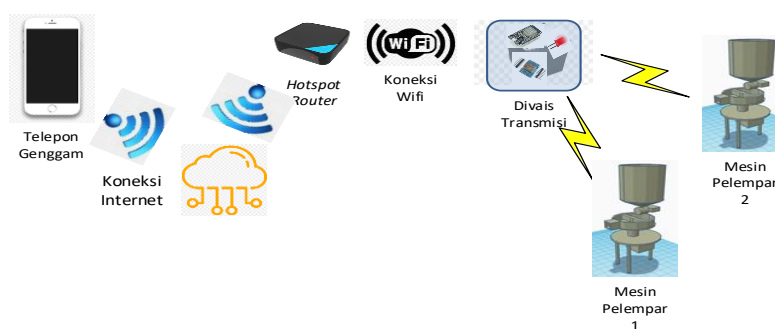 Telepon
Genggam
Koneksi
Internet
Hotspot
Router
WiFi
Koneksi
Wifi
Divais
Transmisi
Mesin
Pelempar
1
Mesin
Pelempar
2